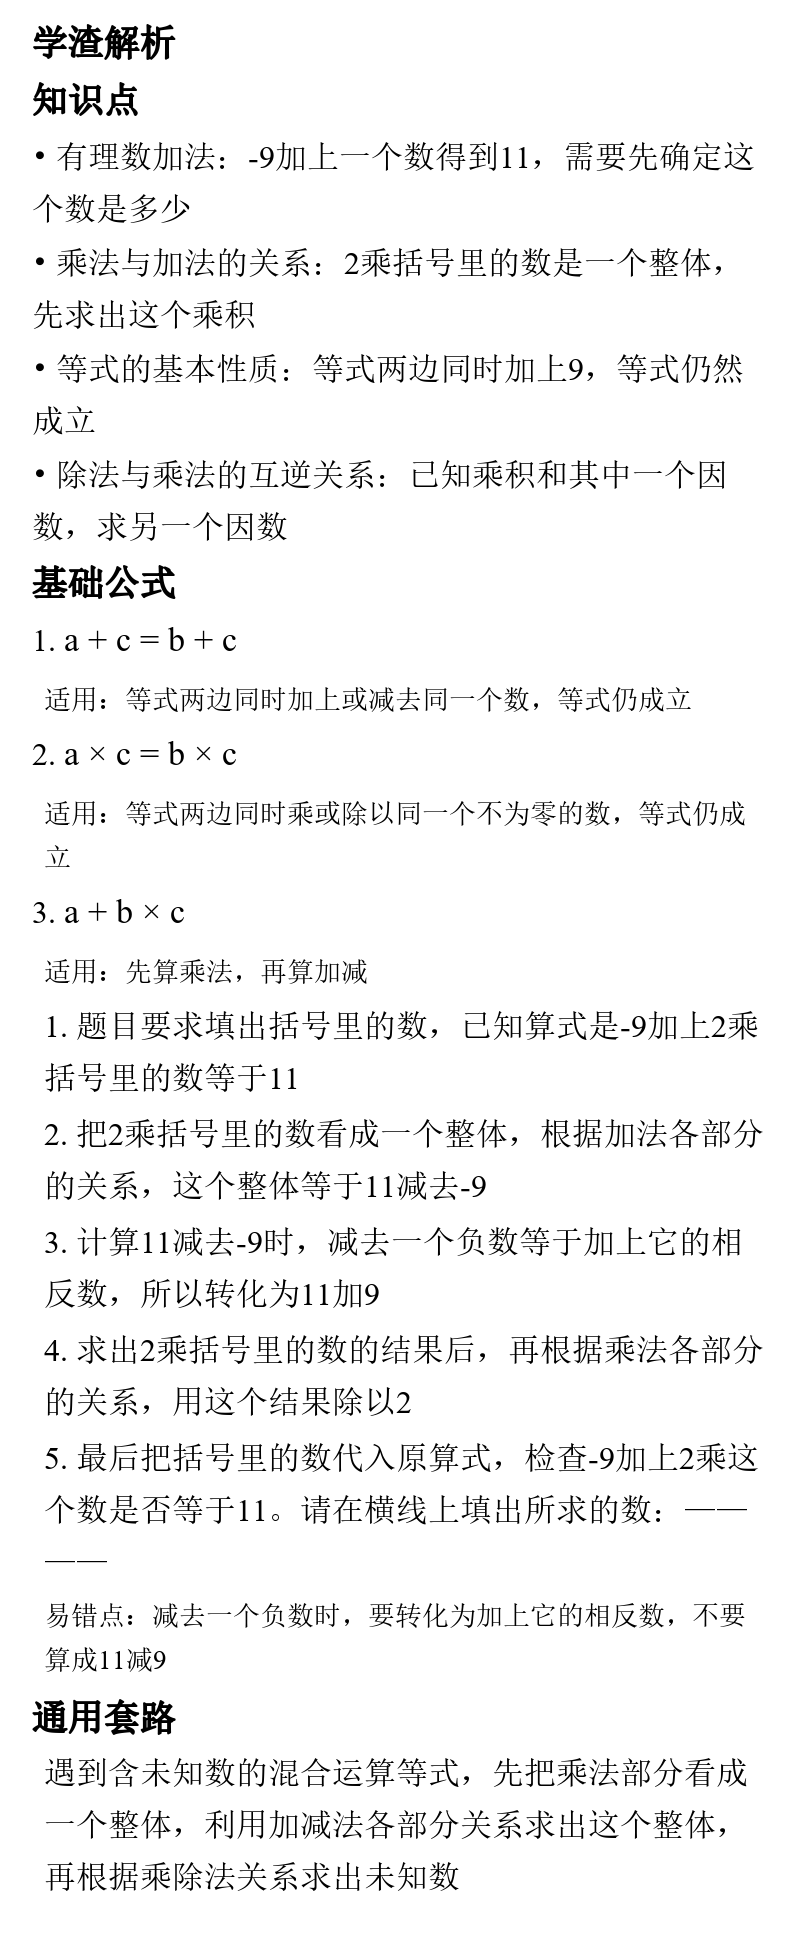 学渣解析
知识点
• 有理数加法：-9加上一个数得到11，需要先确定这
个数是多少
• 乘法与加法的关系：2乘括号里的数是一个整体，
先求出这个乘积
• 等式的基本性质：等式两边同时加上9，等式仍然
成立
• 除法与乘法的互逆关系：已知乘积和其中一个因
数，求另一个因数
基础公式
1. a + c = b + c
适用：等式两边同时加上或减去同一个数，等式仍成立
2. a × c = b × c
适用：等式两边同时乘或除以同一个不为零的数，等式仍成
立
3. a + b × c
适用：先算乘法，再算加减
1. 题目要求填出括号里的数，已知算式是-9加上2乘
括号里的数等于11
2. 把2乘括号里的数看成一个整体，根据加法各部分
的关系，这个整体等于11减去-9
3. 计算11减去-9时，减去一个负数等于加上它的相
反数，所以转化为11加9
4. 求出2乘括号里的数的结果后，再根据乘法各部分
的关系，用这个结果除以2
5. 最后把括号里的数代入原算式，检查-9加上2乘这
个数是否等于11。请在横线上填出所求的数：——
——
易错点：减去一个负数时，要转化为加上它的相反数，不要
算成11减9
通用套路
遇到含未知数的混合运算等式，先把乘法部分看成
一个整体，利用加减法各部分关系求出这个整体，
再根据乘除法关系求出未知数